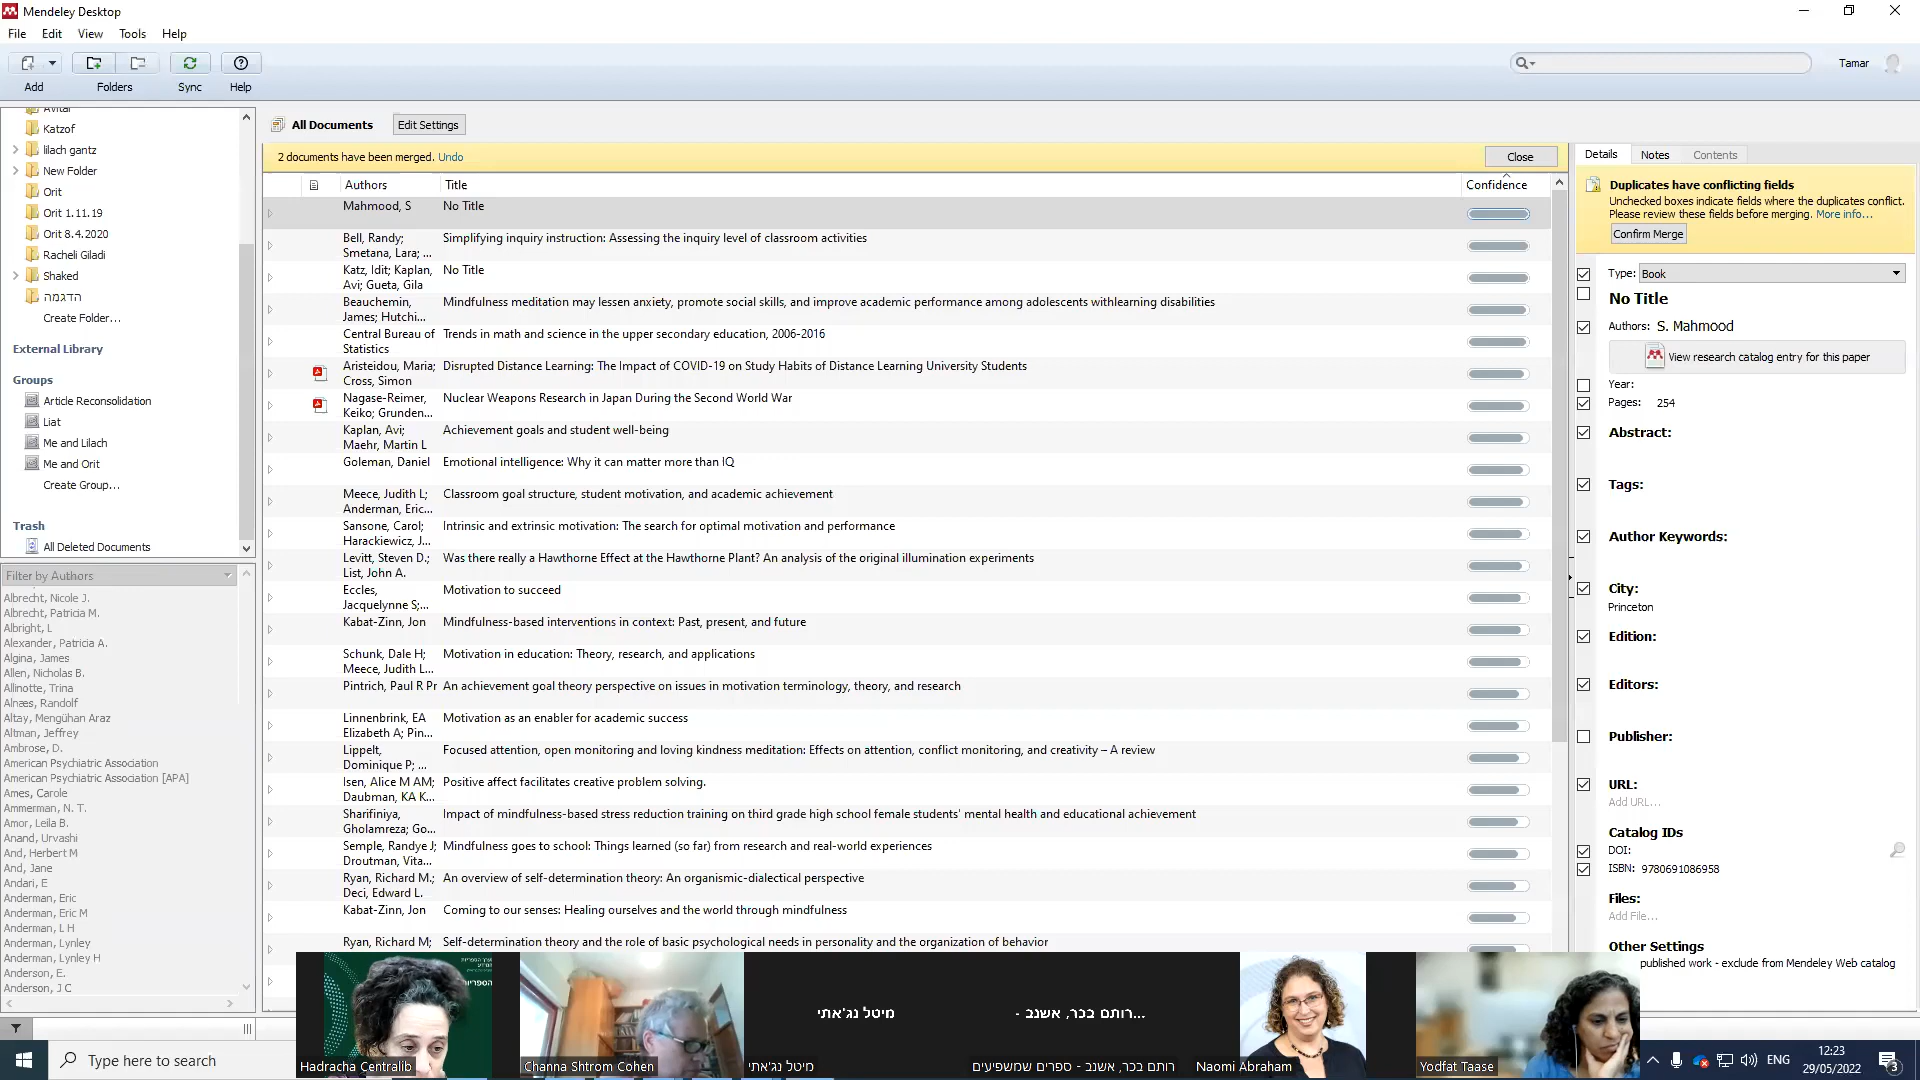 Mendeley Desktop
File Edit View Tools Help
Add Folders Sync Help
Tamar
Avital
Katzof
lilach gantz
New Folder
Orit
Orit 1.11.19
Orit 8.4.2020
Racheli Giladi
Shaked
הדגמה
Create Folder...
External Library
Groups
Article Reconsolidation
Liat
Me and Lilach
Me and Orit
Create Group...
Trash
All Deleted Documents
Filter by Authors
Albrecht, Nicole J.
Albrecht, Patricia M.
Albright, L
Alexander, Patricia A.
Algina, James
Allen, Nicholas B.
Allinotte, Trina
Alnæs, Randolf
Altay, Mengühan Araz
Altman, Jeffrey
Ambrose, D.
American Psychiatric Association
American Psychiatric Association [APA]
Ames, Carole
Ammerman, N. T.
Amor, Leila B.
Anand, Urvashi
And, Herbert M
And, Jane
Andari, E
Anderman, Eric
Anderman, Eric M
Anderman, L H
Anderman, Lynley
Anderman, Lynley H
Anderson, E.
Anderson, J C
All Documents Edit Settings
2 documents have been merged. Undo Close
Authors Title Confidence
Mahmood, S No Title
Bell, Randy; Simplifying inquiry instruction: Assessing the inquiry level of classroom activities
Smetana, Lara; ...
Katz, Idit; Kaplan, No Title
Avi; Gueta, Gila
Beauchemin, Mindfulness meditation may lessen anxiety, promote social skills, and improve academic performance among adolescents withlearning disabilities
James; Hutchi...
Central Bureau of Trends in math and science in the upper secondary education, 2006-2016
Statistics
Aristeidou, Maria; Disrupted Distance Learning: The Impact of COVID-19 on Study Habits of Distance Learning University Students
Cross, Simon
Nagase-Reimer, Nuclear Weapons Research in Japan During the Second World War
Keiko; Grunden...
Kaplan, Avi; Achievement goals and student well-being
Maehr, Martin L
Goleman, Daniel Emotional intelligence: Why it can matter more than IQ
Meece, Judith L; Classroom goal structure, student motivation, and academic achievement
Anderman, Eric...
Sansone, Carol; Intrinsic and extrinsic motivation: The search for optimal motivation and performance
Harackiewicz, J...
Levitt, Steven D.; Was there really a Hawthorne Effect at the Hawthorne Plant? An analysis of the original illumination experiments
List, John A.
Eccles, Motivation to succeed
Jacquelynne S;...
Kabat-Zinn, Jon Mindfulness-based interventions in context: Past, present, and future
Schunk, Dale H; Motivation in education: Theory, research, and applications
Meece, Judith L...
Pintrich, Paul R Pr An achievement goal theory perspective on issues in motivation terminology, theory, and research
Linnenbrink, EA Motivation as an enabler for academic success
Elizabeth A; Pin...
Lippelt, Focused attention, open monitoring and loving kindness meditation: Effects on attention, conflict monitoring, and creativity – A review
Dominique P; ...
Isen, Alice M AM; Positive affect facilitates creative problem solving.
Daubman, KA K...
Sharifiniya, Impact of mindfulness-based stress reduction training on third grade high school female students' mental health and educational achievement
Gholamreza; Go...
Semple, Randye J; Mindfulness goes to school: Things learned (so far) from research and real-world experiences
Droutman, Vita...
Ryan, Richard M.; An overview of self-determination theory: An organismic-dialectical perspective
Deci, Edward L.
Kabat-Zinn, Jon Coming to our senses: Healing ourselves and the world through mindfulness
Ryan, Richard M; Self-determination theory and the role of basic psychological needs in personality and the organization of behavior
Details Notes Contents
Duplicates have conflicting fields
Unchecked boxes indicate fields where the duplicates conflict.
Please review these fields before merging. More info...
Confirm Merge
Type: Book
No Title
Authors: S. Mahmood
View research catalog entry for this paper
Year:
Pages: 254
Abstract:
Tags:
Author Keywords:
City:
Princeton
Edition:
Editors:
Publisher:
URL:
Add URL...
Catalog IDs
DOI:
ISBN: 9780691086958
Files:
Add File...
Other Settings
published work - exclude from Mendeley Web catalog
מיטל נג'אתי
רותם בכר, אשנב -...
Hadracha Centralib
Channa Shtrom Cohen
מיטל נג'אתי
רותם בכר, אשנב - ספרים שמשפיעים
Naomi Abraham
Yodfat Taase
Type here to search
ENG
12:23
29/05/2022
3